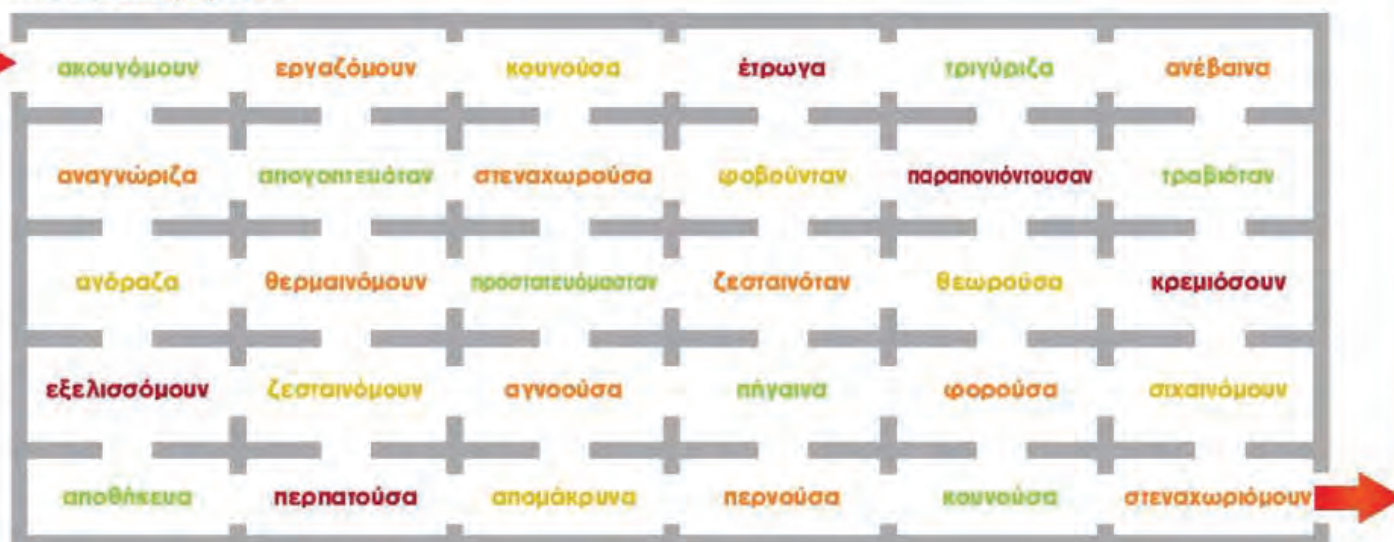 ακουγόμουν εργαζόμουν κουνούσα έτρωγα τριγύριζα ανέβαινα
αναγνώριζα απογοητευόταν στεναχωρούσα φοβούνταν παραπονιόντουσαν τραβιόταν
αγόραζα θερμαινόμουν προστατευόμασταν ζεσταινόταν θεωρούσα κρεμιόσουν
εξελισσόμουν ζεσταινόμουν αγνοούσα πήγαινα φορούσα σιχαινόμουν
αποθήκευα περπατούσα απομάκρυνα περνούσα κουνούσα στεναχωριόμουν